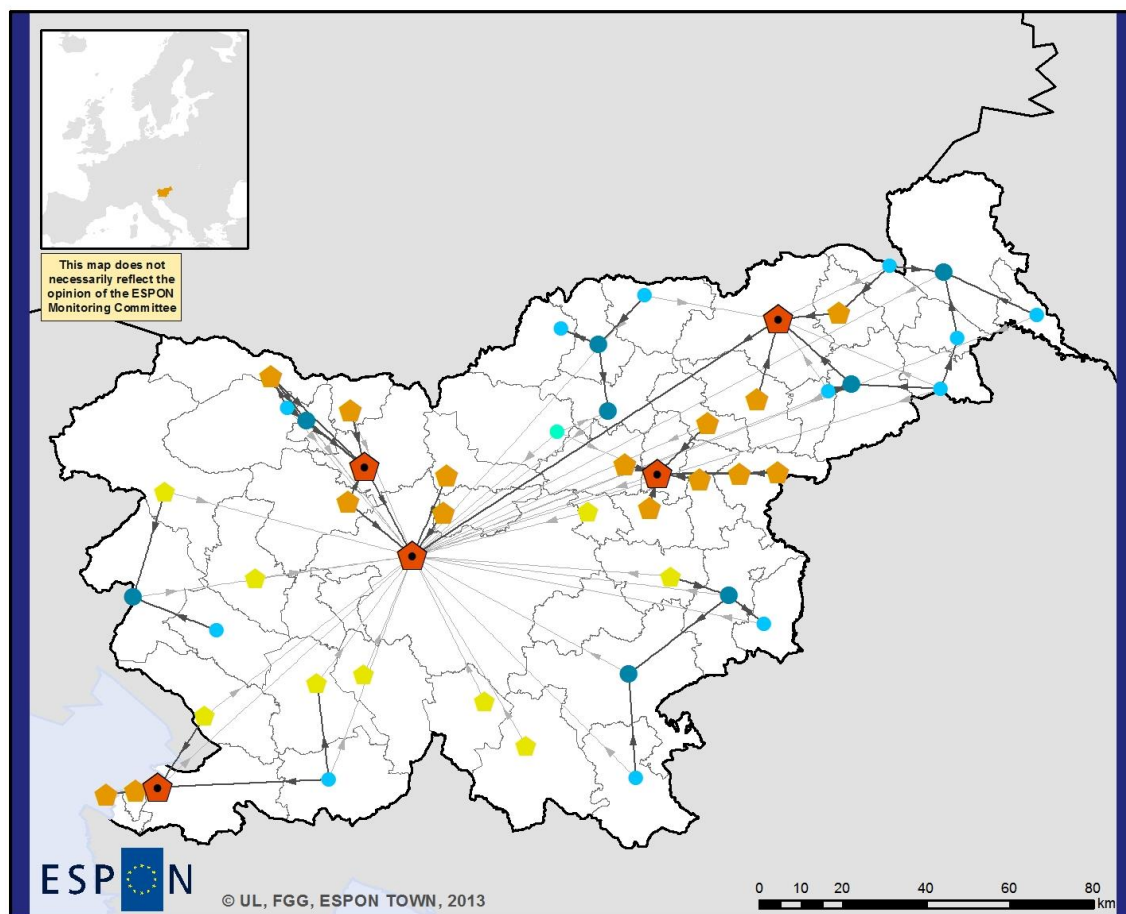 This map does not
necessarily reflect the
opinion of the ESPON
Monitoring Committee
ESPON
© UL, FGG, ESPON TOWN, 2013
0 10 20 40 60 80
km